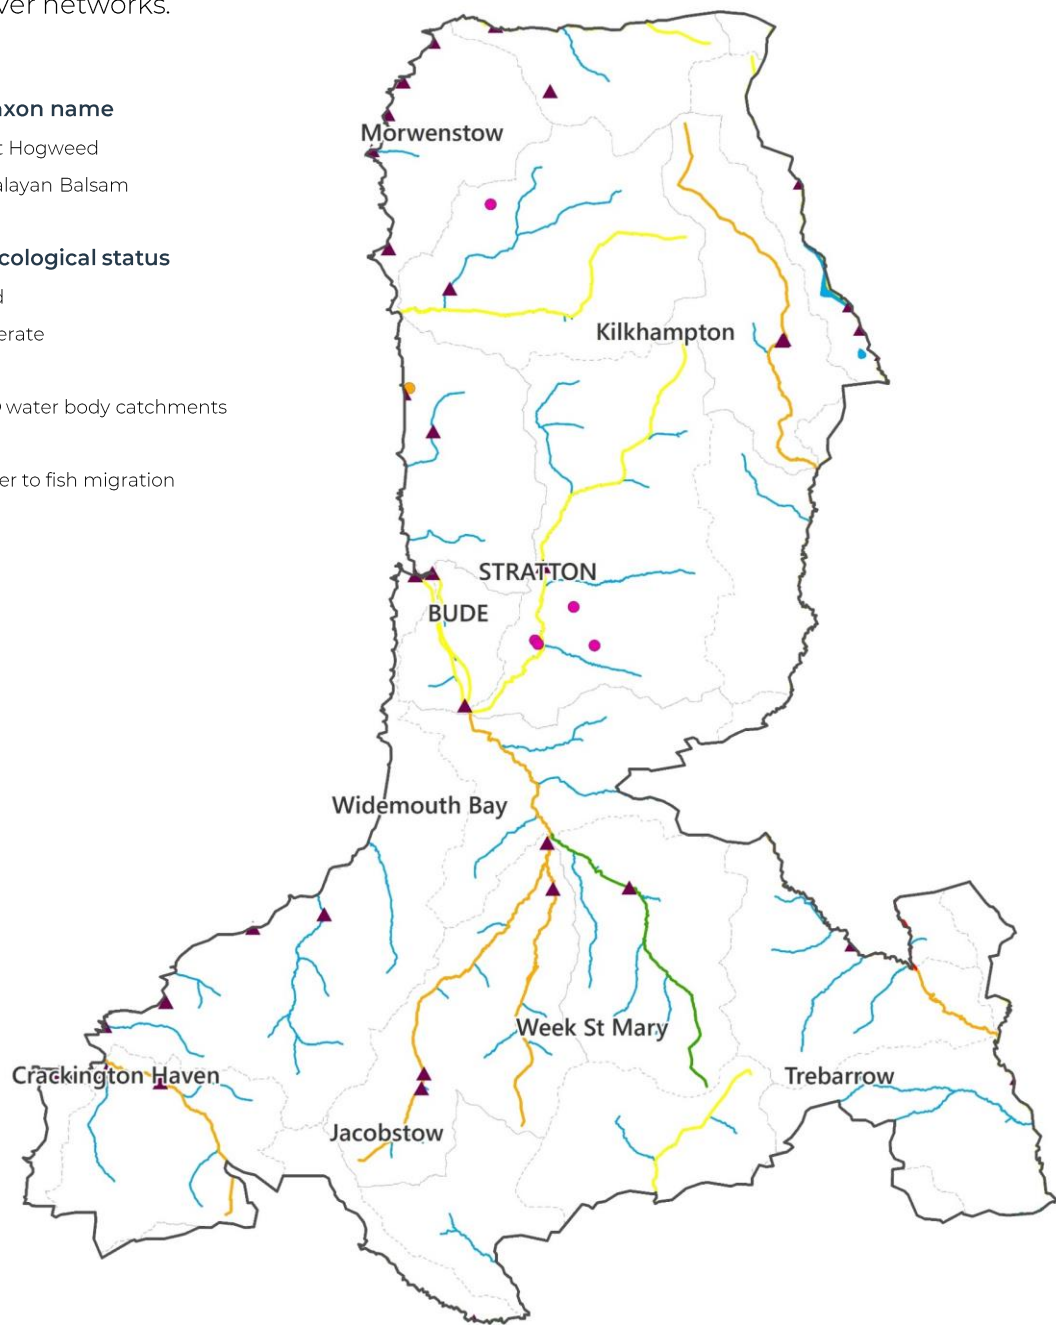 ver networks.
axon name
t Hogweed
alayan Balsam
cological status
d
erate
water body catchments
er to fish migration
Morwenstow
Kilkhampton
STRATTON
BUDE
Widemouth Bay
Week St Mary
Crackington Haven
Trebarrow
Jacobstow